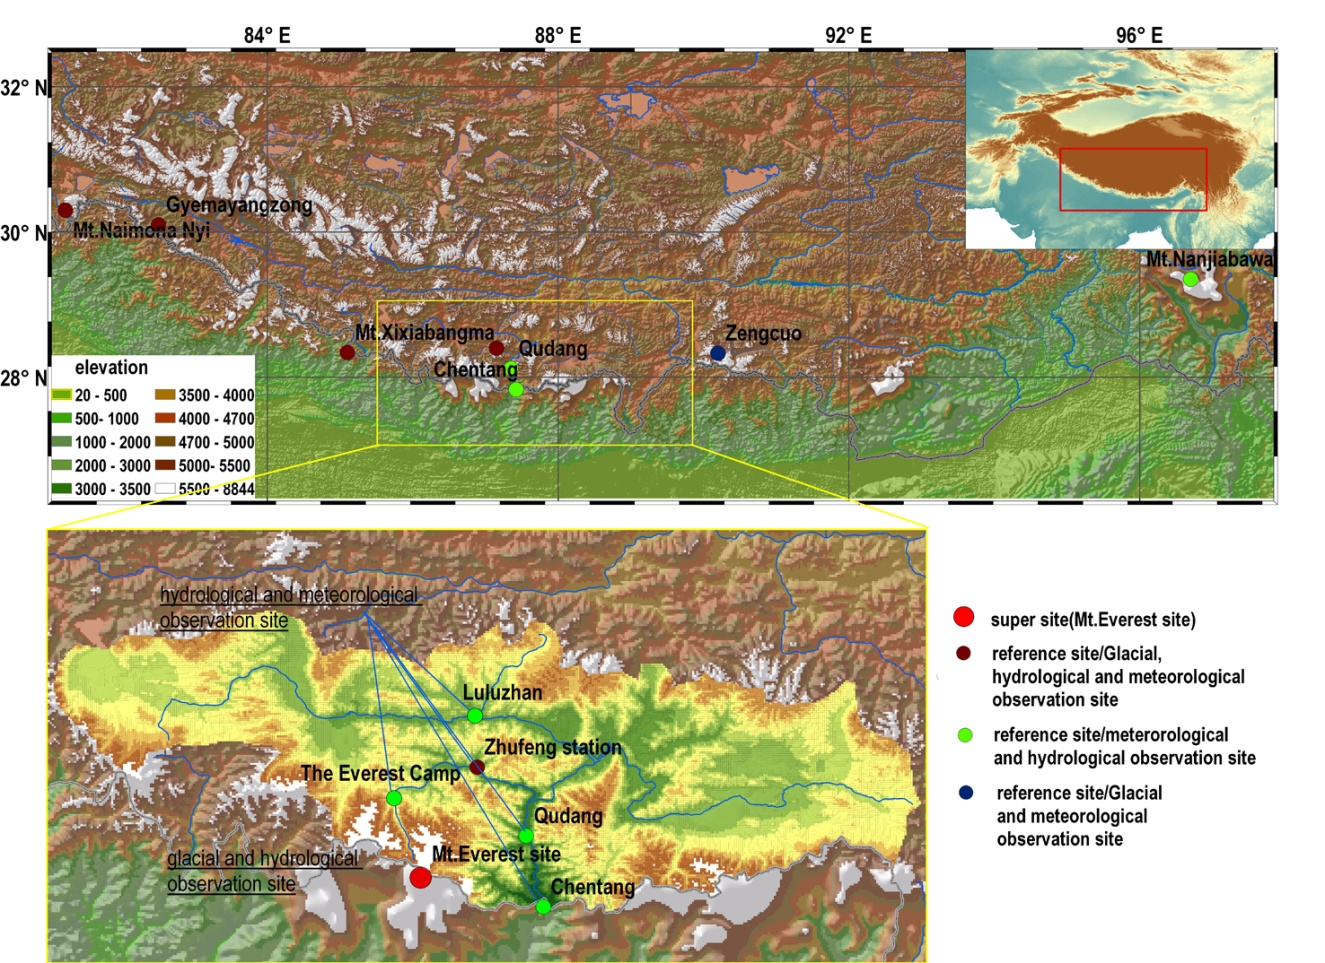 84° E 88° E 92° E 96° E
32° N
30° N
28° N
Gyemayangzong
Mt.Naimona Nyi
Mt.Nanjiabawa
Mt.Xixiabangma
Zengcuo
Qudang
Chentang
elevation
20 - 500 3500 - 4000
500- 1000 4000 - 4700
1000 - 2000 4700 - 5000
2000 - 3000 5000- 5500
3000 - 3500 5500 - 8844
hydrological and meteorological
observation site
Luluzhan
Zhufeng station
The Everest Camp
Qudang
Mt.Everest site
glacial and hydrological
observation site
Chentang
super site(Mt.Everest site)
reference site/Glacial,
hydrological and meteorological
observation site
reference site/meterorological
and hydrological observation site
reference site/Glacial
and meteorological
observation site